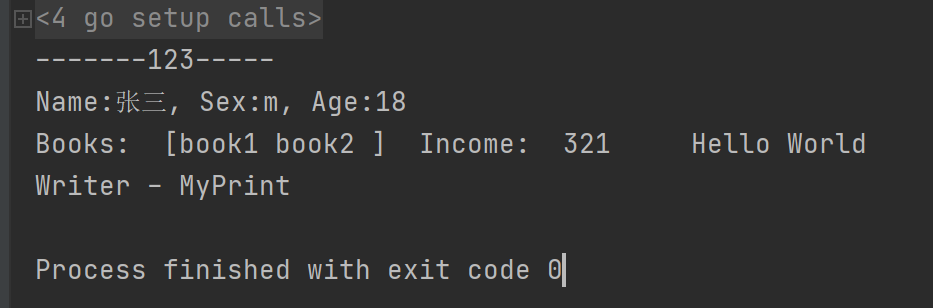 <4 go setup calls>
-------123-----
Name:张三, Sex:m, Age:18
Books:  [book1 book2 ]  Income:  321     Hello World
Writer - MyPrint
Process finished with exit code 0